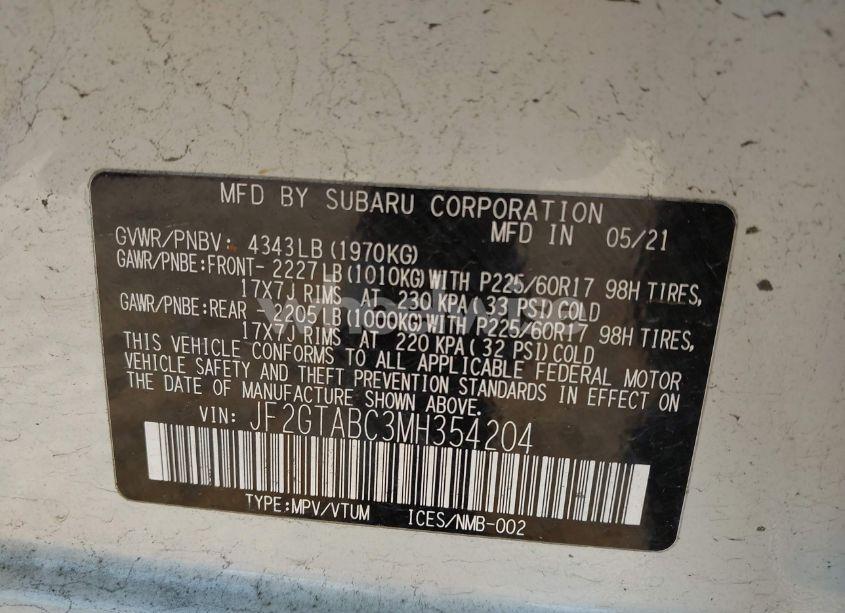 MFD BY SUBARU CORPORATION
MFD IN 05/21
GVWR/PNBV: 4343LB (1970KG)
GAWR/PNBE:FRONT- 2227LB(1010KG)WITH P225/60R17 98H TIRES,
17X7J RIMS AT 230 KPA(33 PSI)COLD
GAWR/PNBE:REAR -2205LB(1000KG)WITH P225/60R17 98H TIRES,
17X7J RIMS AT 220 KPA(32 PSI)COLD
THIS VEHICLE CONFORMS TO ALL APPLICABLE FEDERAL MOTOR
VEHICLE SAFETY AND THEFT PREVENTION STANDARDS IN EFFECT ON
THE DATE OF MANUFACTURE SHOWN ABOVE.
VIN: JF2GTABC3MH354204
TYPE:MPV/VTUM ICES/NMB-002